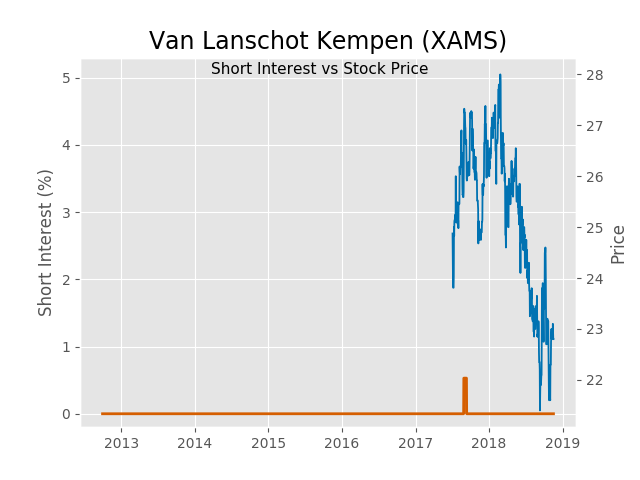 Van Lanschot Kempen (XAMS)
Short Interest vs Stock Price
Short Interest (%)
5
4
3
2
1
0
28
27
26
25
24
23
22
Price
2013 2014 2015 2016 2017 2018 2019